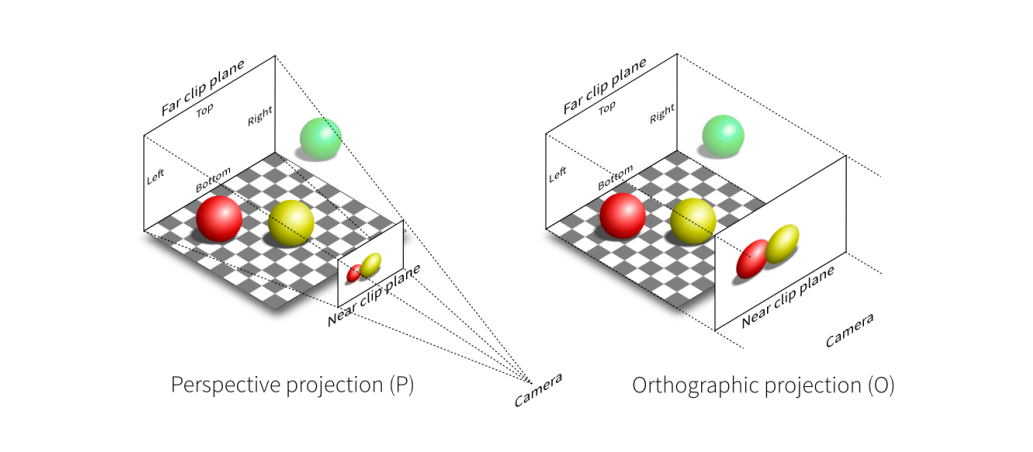 Far clip plane
Top
Right
Left
Bottom
Near clip plane
Camera
Perspective projection (P)
Far clip plane
Top
Right
Left
Bottom
Near clip plane
Camera
Orthographic projection (O)